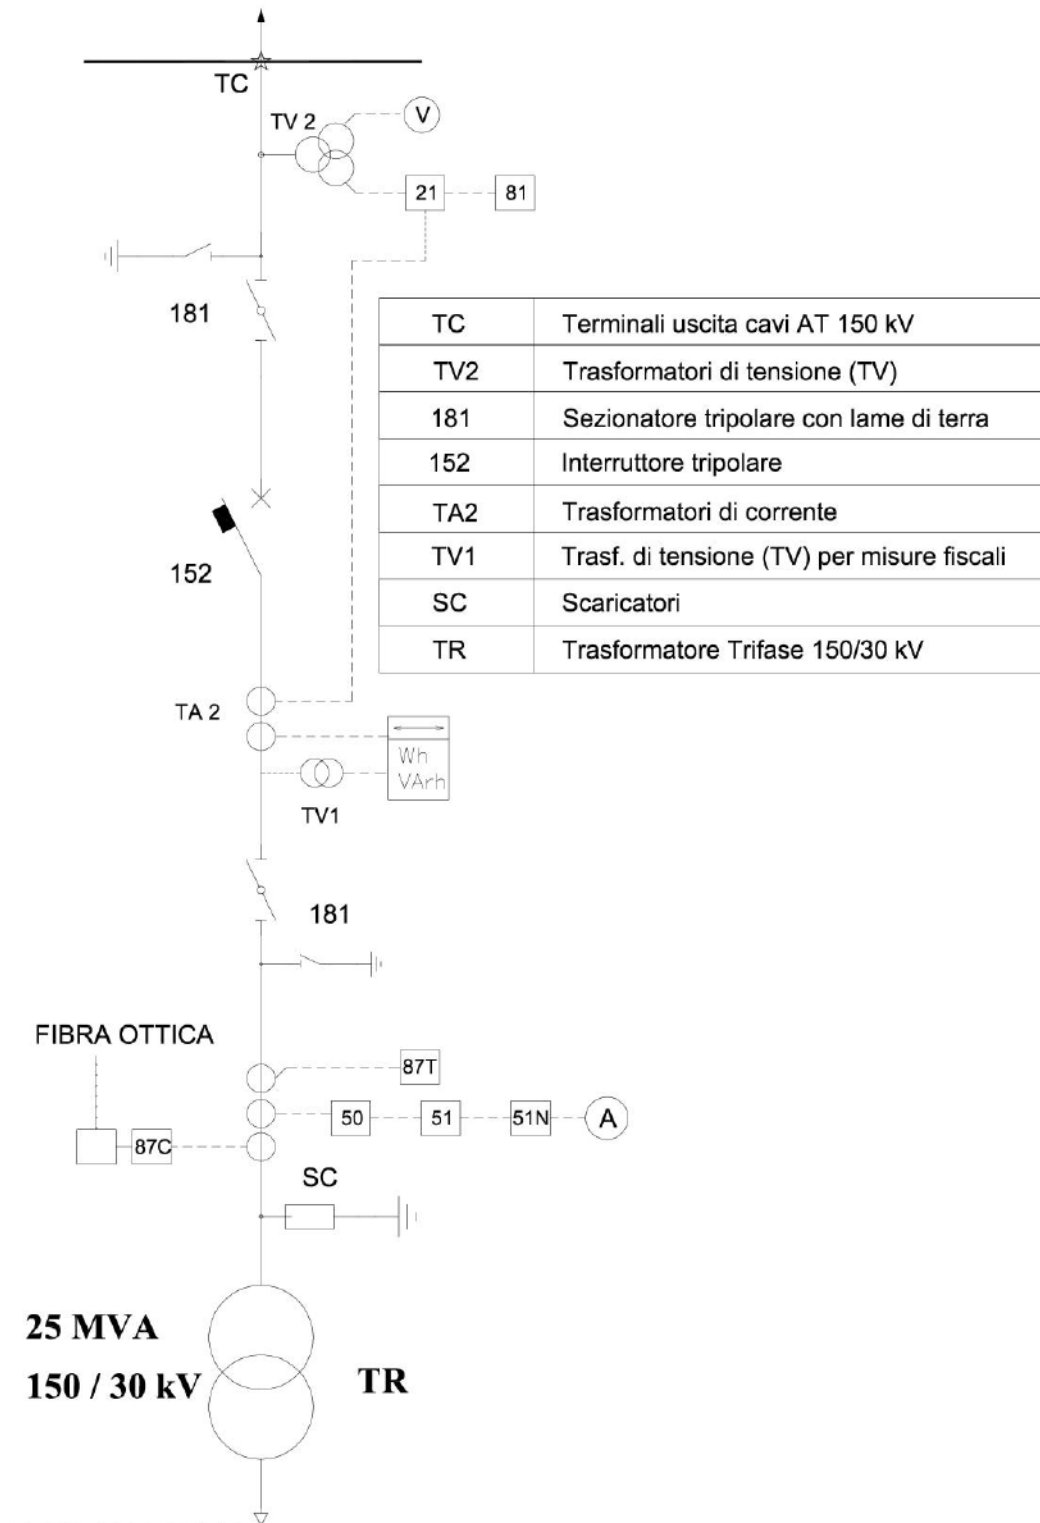 TC
TV 2
V
21
81
181
TC Terminali uscita cavi AT 150 kV
TV2 Trasformatori di tensione (TV)
181 Sezionatore tripolare con lame di terra
152 Interruttore tripolare
TA2 Trasformatori di corrente
TV1 Trasf. di tensione (TV) per misure fiscali
SC Scaricatori
TR Trasformatore Trifase 150/30 kV
152
TA 2
Wh
VArh
TV1
181
FIBRA OTTICA
87T
50 51 51N A
87C
SC
25 MVA
150 / 30 kV
TR